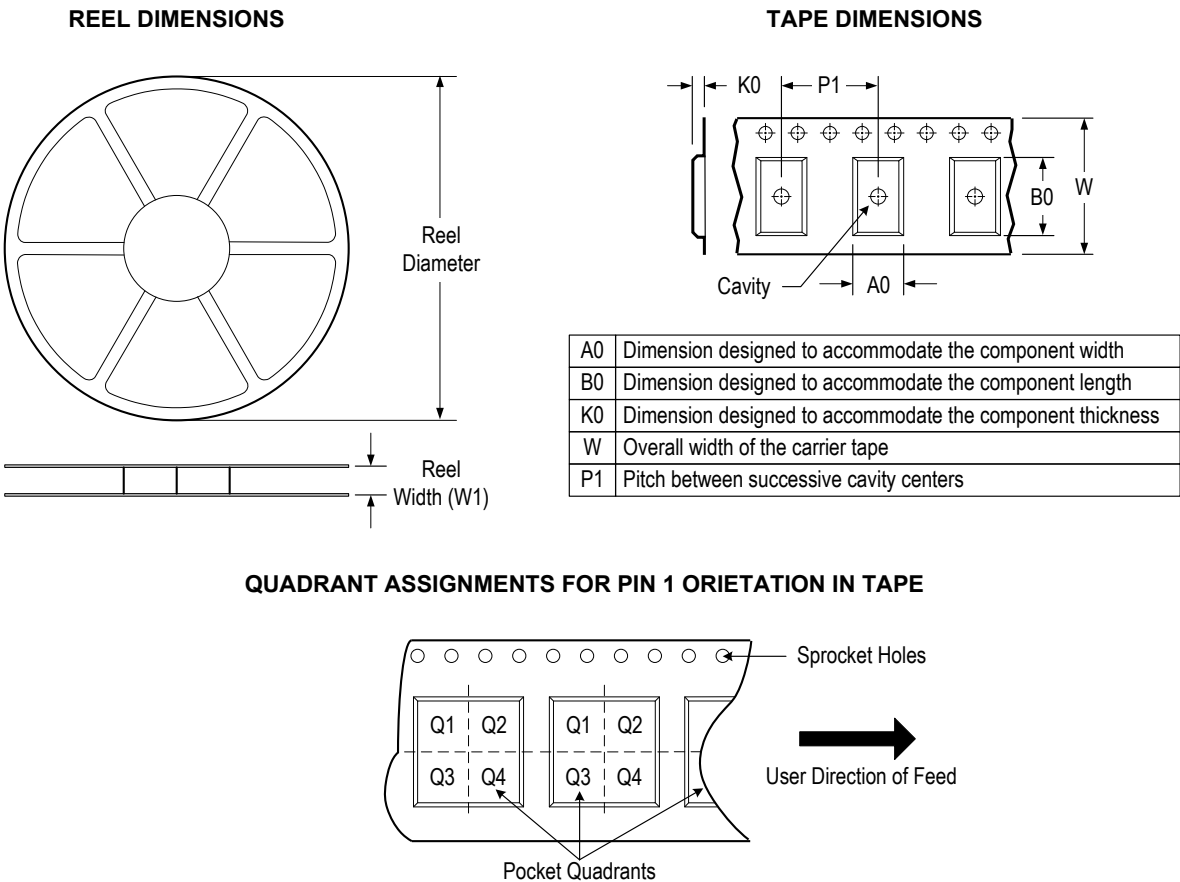 REEL DIMENSIONS
TAPE DIMENSIONS
Reel
Diameter
Reel
Width (W1)
K0
P1
B0
W
Cavity
A0
A0 Dimension designed to accommodate the component width
B0 Dimension designed to accommodate the component length
K0 Dimension designed to accommodate the component thickness
W Overall width of the carrier tape
P1 Pitch between successive cavity centers
QUADRANT ASSIGNMENTS FOR PIN 1 ORIETATION IN TAPE
Sprocket Holes
Q1 Q2 Q1 Q2
Q3 Q4 Q3 Q4
User Direction of Feed
Pocket Quadrants